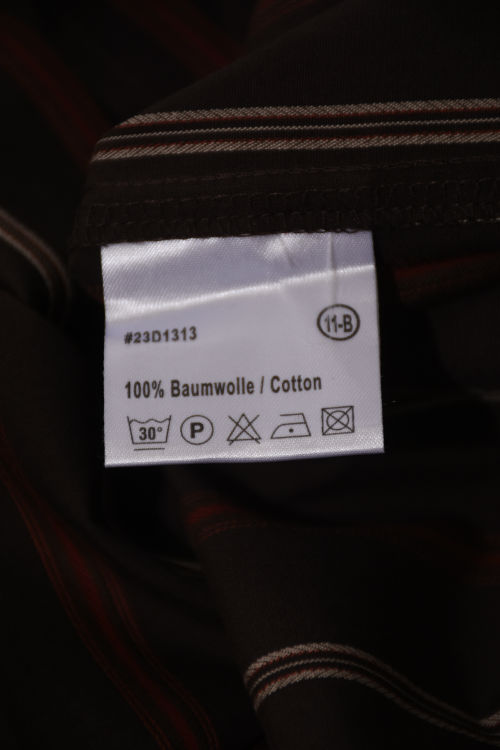 11-B
#23D1313
100% Baumwolle / Cotton
30° P